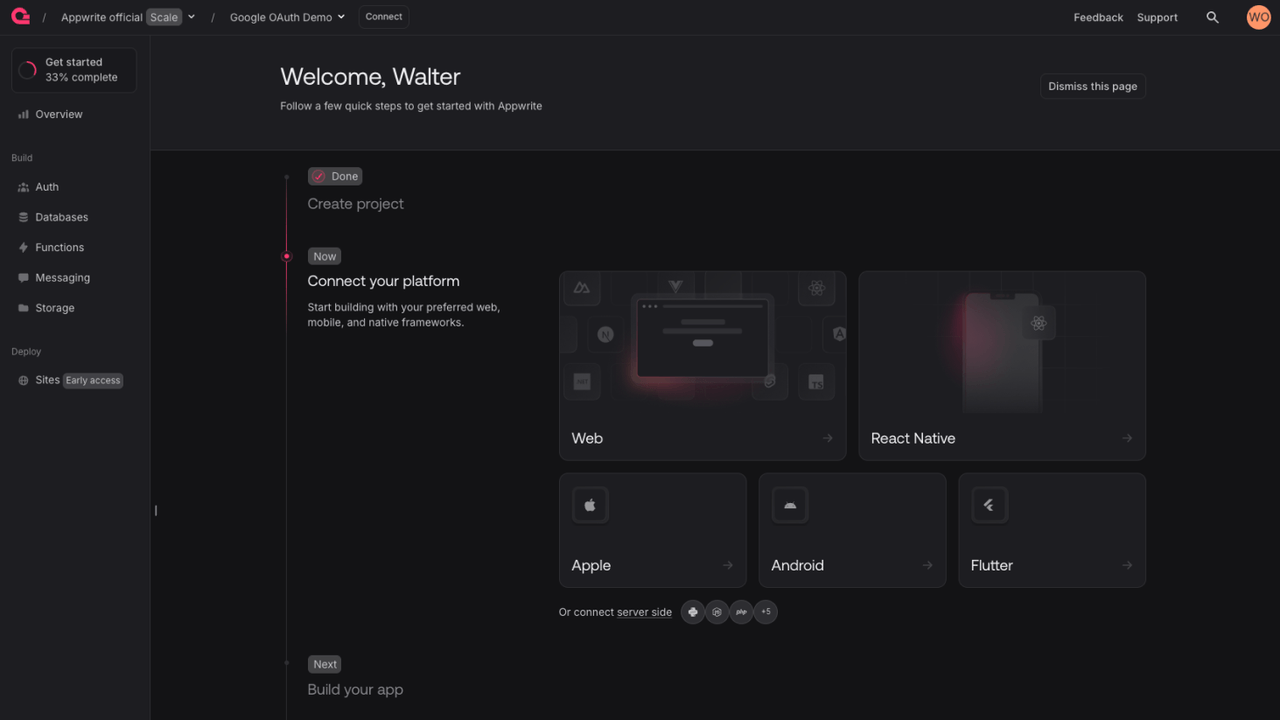 / Appwrite official Scale / Google OAuth Demo Connect Feedback Support WO
Get started
33% complete
Overview
Build
Auth
Databases
Functions
Messaging
Storage
Deploy
Sites Early access
Welcome, Walter
Follow a few quick steps to get started with Appwrite
Dismiss this page
Done
Create project
Now
Connect your platform
Start building with your preferred web,
mobile, and native frameworks.
N
.NET
TS
Web
React Native
Apple
Android
Flutter
Or connect server side
php
+5
Next
Build your app